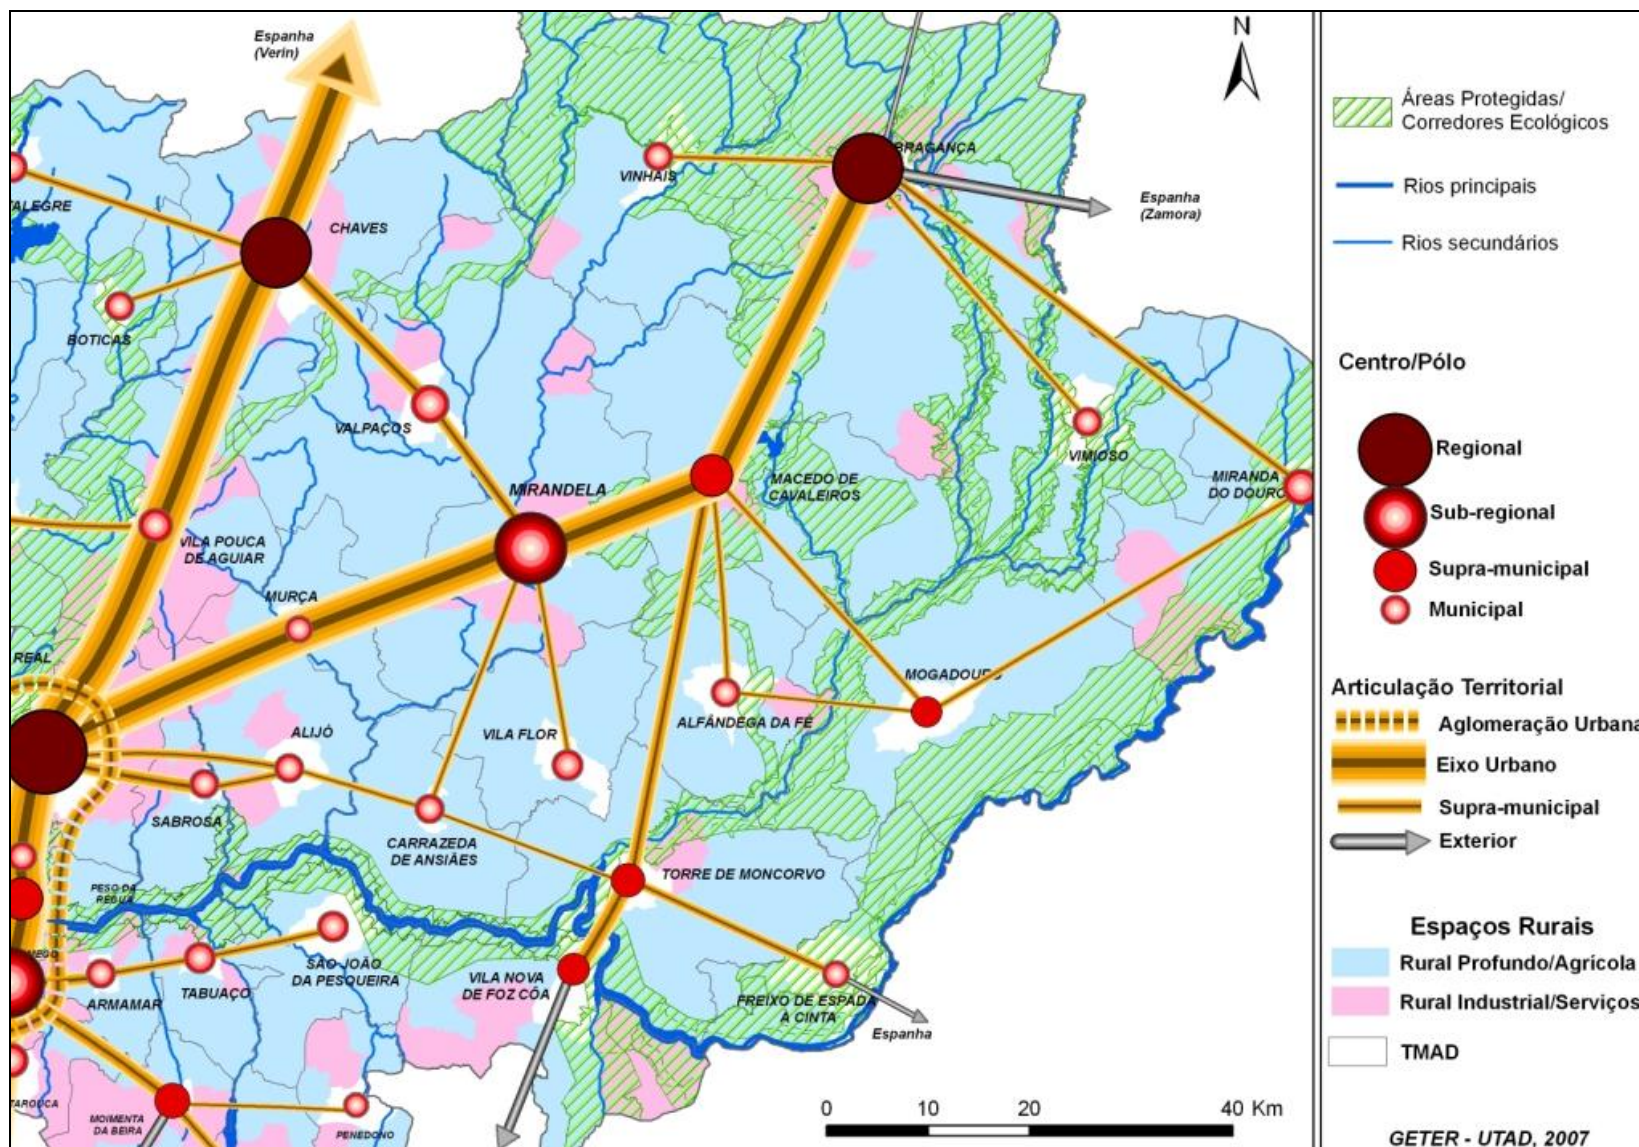 Espanha
(Verin)
N
Espanha
(Zamora)
BRAGANÇA
VINHAIS
CHAVES
BOTICAS
VALPAÇOS
MIRANDELA
MACEDO DE
CAVALEIROS
VIMIOSO
MIRANDA
DO DOURO
VILA POUCA
DE AGUIAR
MURÇA
REAL
ALIJÓ
VILA FLOR
ALFÂNDEGA DA FÉ
SABROSA
CARRAZEDA
DE ANSIÃES
TORRE DE MONCORVO
PESO DA
RÉGUA
SÃO JOÃO
DA PESQUEIRA
TABUAÇO
ARMAMAR
VILA NOVA
DE FOZ CÔA
FREIXO DE ESPADA
À CINTA
Espanha
MOIMENTA
DA BEIRA
PENEDONO
0 10 20 40 Km
Áreas Protegidas/
Corredores Ecológicos
Rios principais
Rios secundários
Centro/Pólo
Regional
Sub-regional
Supra-municipal
Municipal
Articulação Territorial
Aglomeração Urbana
Eixo Urbano
Supra-municipal
Exterior
Espaços Rurais
Rural Profundo/Agrícola
Rural Industrial/Serviços
TMAD
GETER - UTAD, 2007